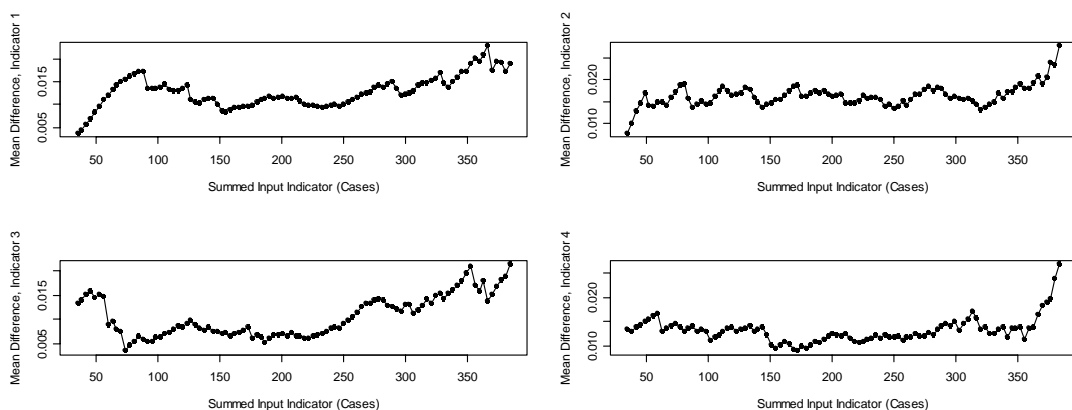 Mean Difference, Indicator 1
0.015
0.005
50 100 150 200 250 300 350
Summed Input Indicator (Cases)
Mean Difference, Indicator 2
0.020
0.010
50 100 150 200 250 300 350
Summed Input Indicator (Cases)
Mean Difference, Indicator 3
0.015
0.005
50 100 150 200 250 300 350
Summed Input Indicator (Cases)
Mean Difference, Indicator 4
0.020
0.010
50 100 150 200 250 300 350
Summed Input Indicator (Cases)